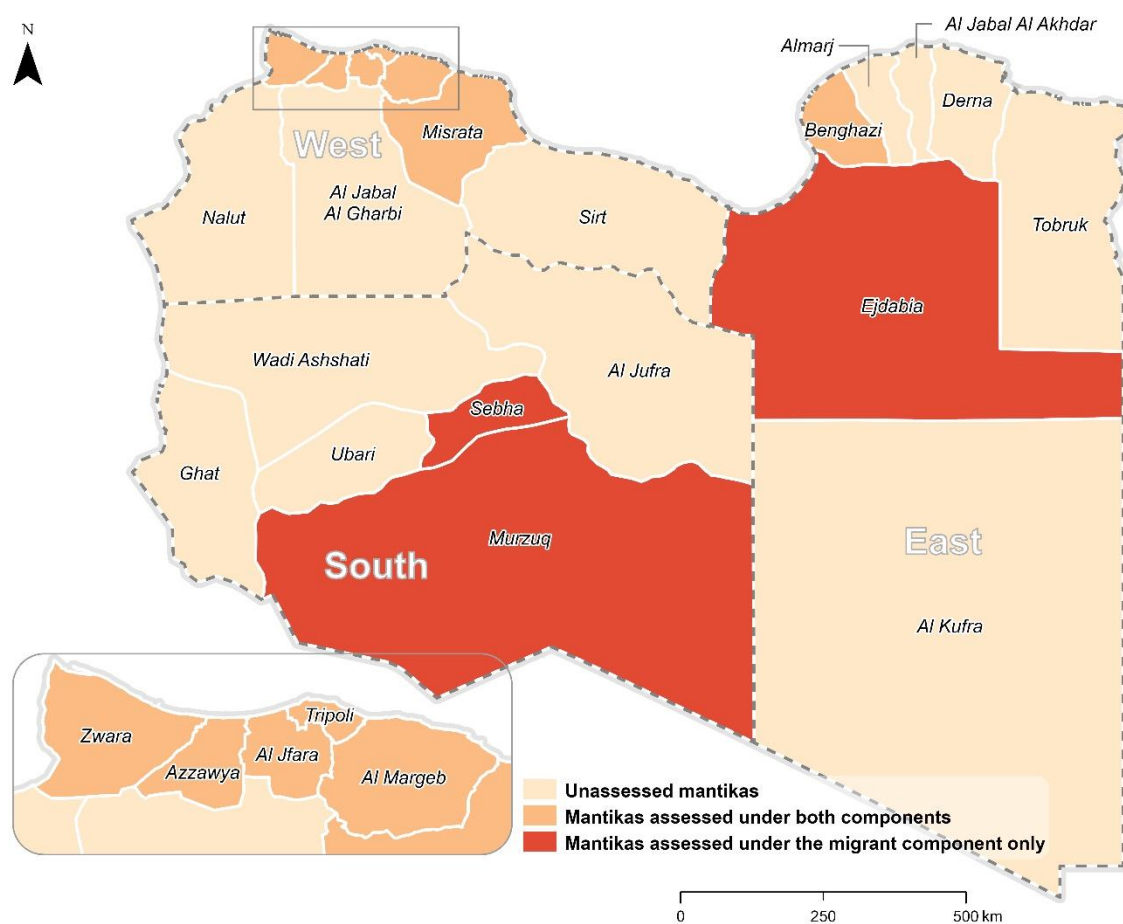 N
Al Jabal Al Akhdar
Almarj
Derna
Benghazi
Misrata
West
Al Jabal
Al Gharbi
Nalut
Sirt
Tobruk
Ejdabia
Wadi Ashshati
Al Jufra
Sebha
Ubari
Ghat
Murzuq
South
East
Al Kufra
Zwara
Tripoli
Al Jfara
Azzawya
Al Margeb
Unassessed mantikas
Mantikas assessed under both components
Mantikas assessed under the migrant component only
0 250 500 km